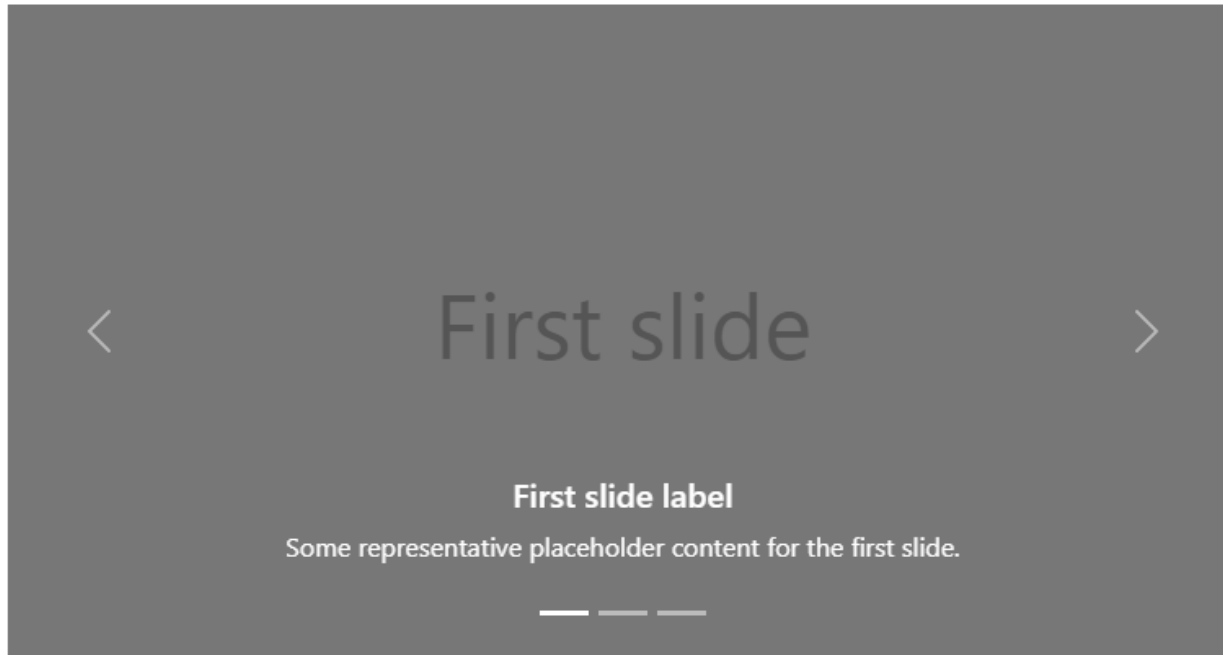 First slide
First slide label
Some representative placeholder content for the first slide.